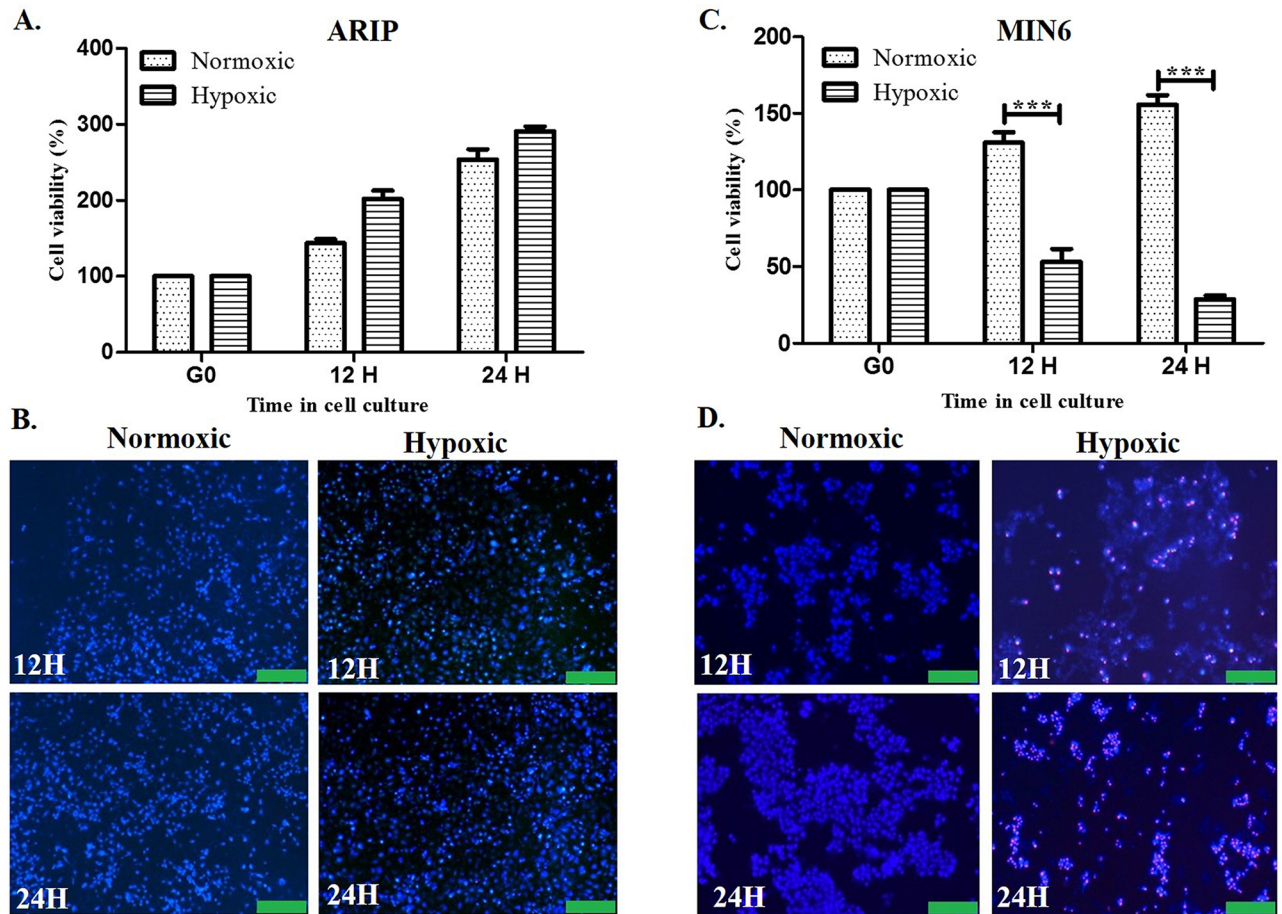 A.
ARIP
400
300
200
100
0
Cell viability (%)
Normoxic
Hypoxic
G0 12 H 24 H
Time in cell culture
C.
MIN6
200
150
100
50
0
Cell viability (%)
Normoxic
Hypoxic
***
***
G0 12 H 24 H
Time in cell culture
B.
Normoxic Hypoxic
12H 12H
24H 24H
D.
Normoxic Hypoxic
12H 12H
24H 24H